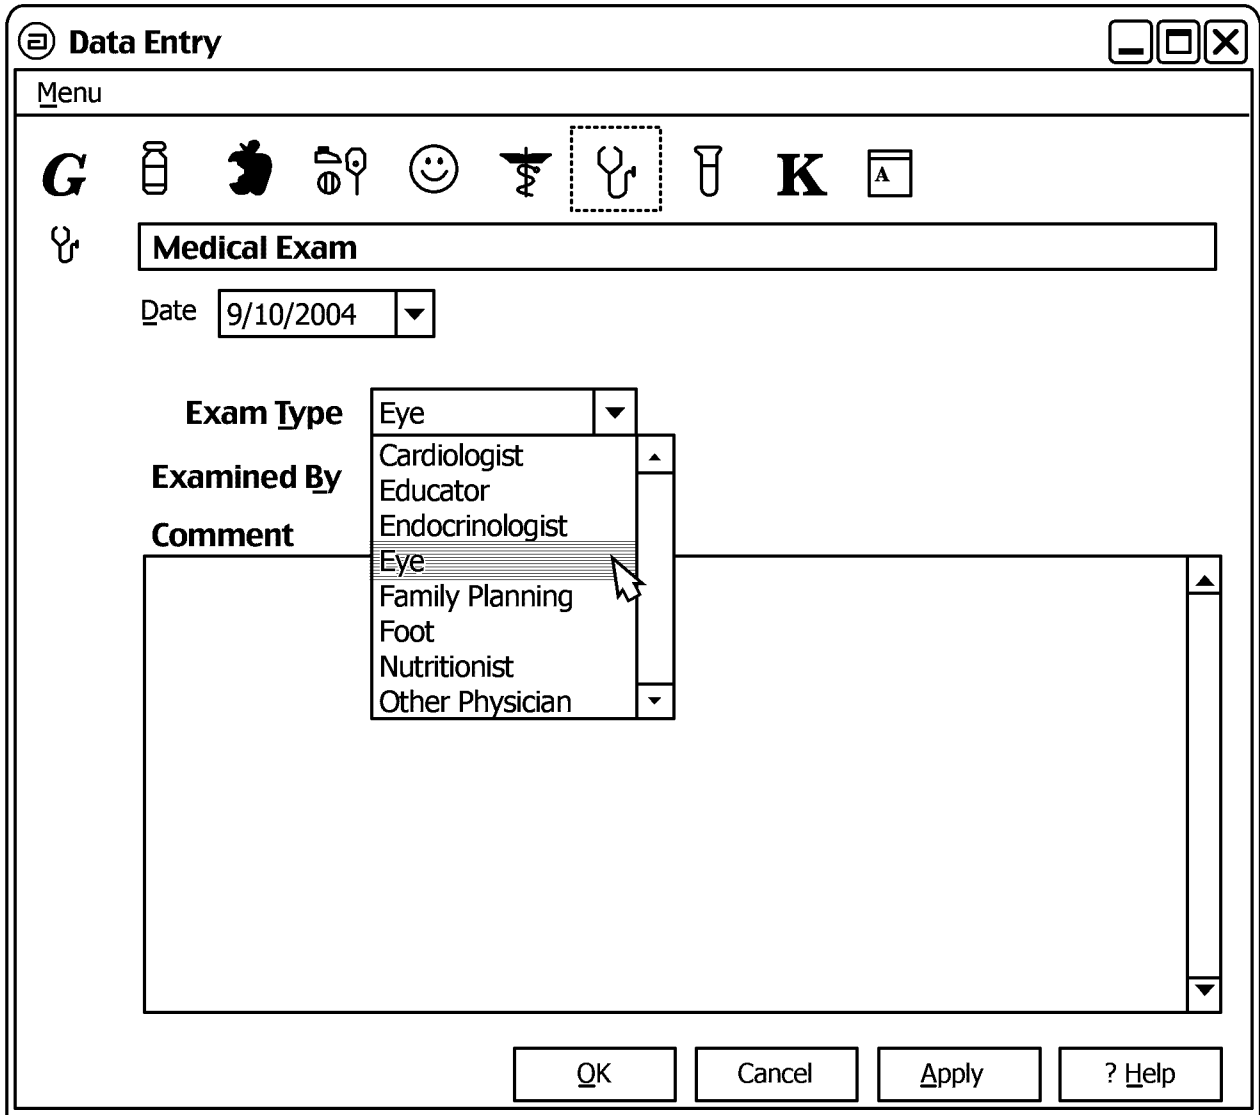 a Data Entry
Menu
G K A
Medical Exam
Date 9/10/2004
Exam Type Eye
Cardiologist
Examined By
Educator
Endocrinologist
Comment
Eye
Family Planning
Foot
Nutritionist
Other Physician
OK Cancel Apply ? Help